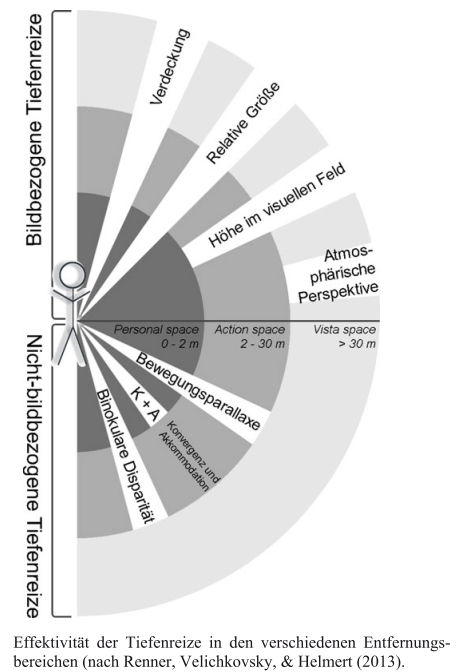 Bildbezogene Tiefenreize
Verdeckung
Relative Größe
Höhe im visuellen Feld
Atmos-
phärische
Perspektive
Personal space
0 - 2 m
Action space
2 - 30 m
Vista space
> 30 m
Nicht-bildbezogene Tiefenreize
Bewegungsparallaxe
K + A
Konvergenz und
Akkommodation
Binokulare Disparität
Effektivität der Tiefenreize in den verschiedenen Entfernungs-
bereichen (nach Renner, Velichkovsky, & Helmert (2013).